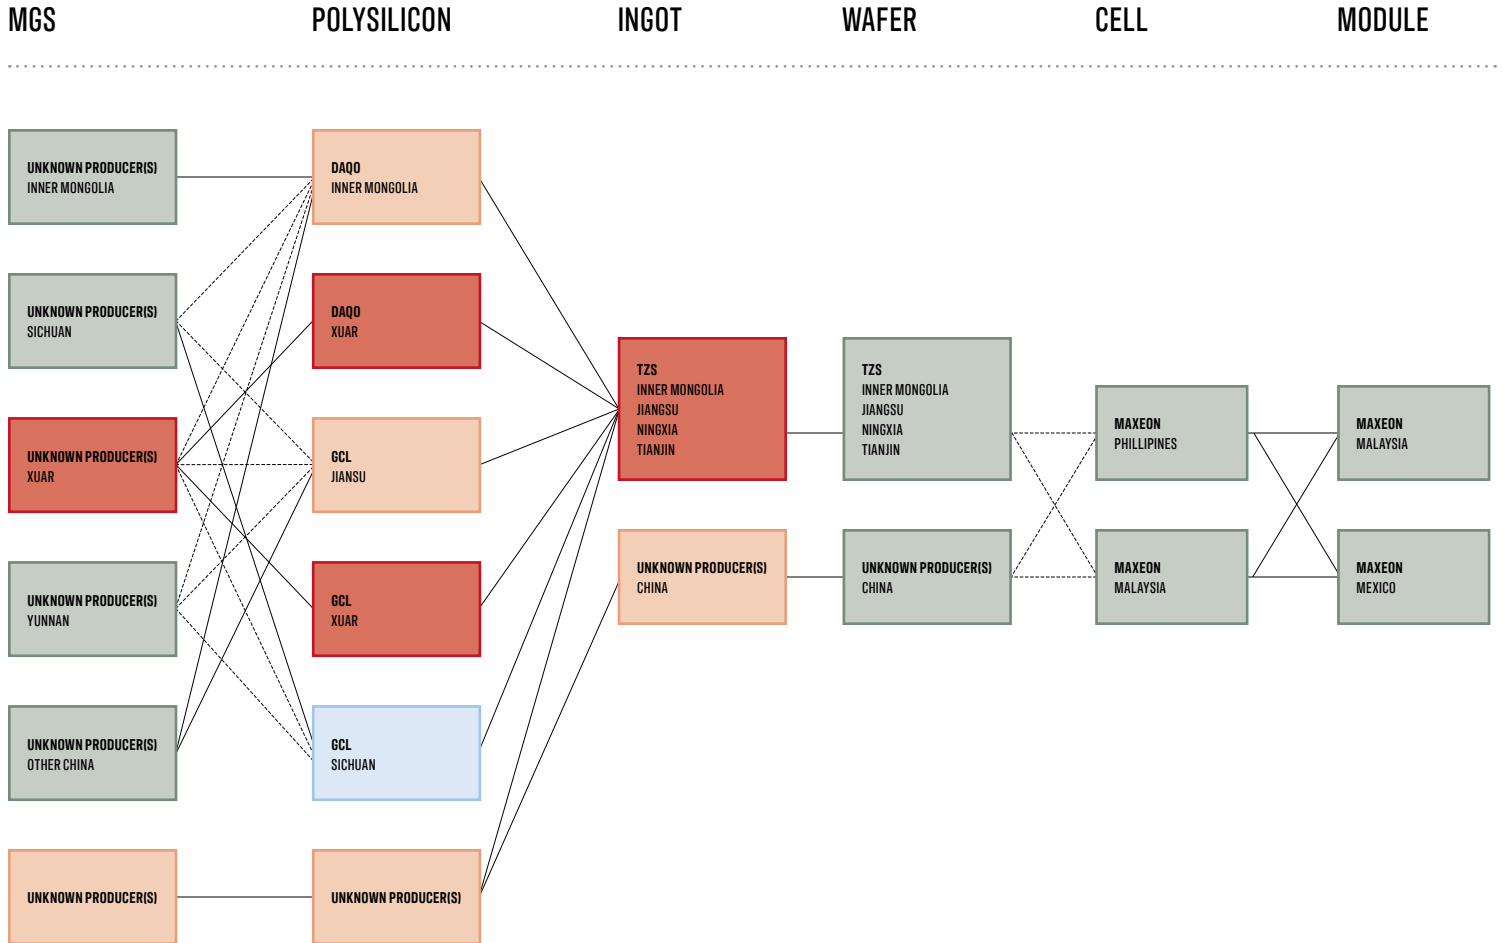 MGS
POLYSILICON
INGOT
WAFER
CELL
MODULE
UNKNOWN PRODUCER(S)
INNER MONGOLIA
UNKNOWN PRODUCER(S)
SICHUAN
UNKNOWN PRODUCER(S)
XUAR
UNKNOWN PRODUCER(S)
YUNNAN
UNKNOWN PRODUCER(S)
OTHER CHINA
UNKNOWN PRODUCER(S)
DAQO
INNER MONGOLIA
DAQO
XUAR
GCL
JIANSU
GCL
XUAR
GCL
SICHUAN
UNKNOWN PRODUCER(S)
TZS
INNER MONGOLIA
JIANGSU
NINGXIA
TIANJIN
UNKNOWN PRODUCER(S)
CHINA
TZS
INNER MONGOLIA
JIANGSU
NINGXIA
TIANJIN
UNKNOWN PRODUCER(S)
CHINA
MAXEON
PHILLIPINES
MAXEON
MALAYSIA
MAXEON
MALAYSIA
MAXEON
MEXICO